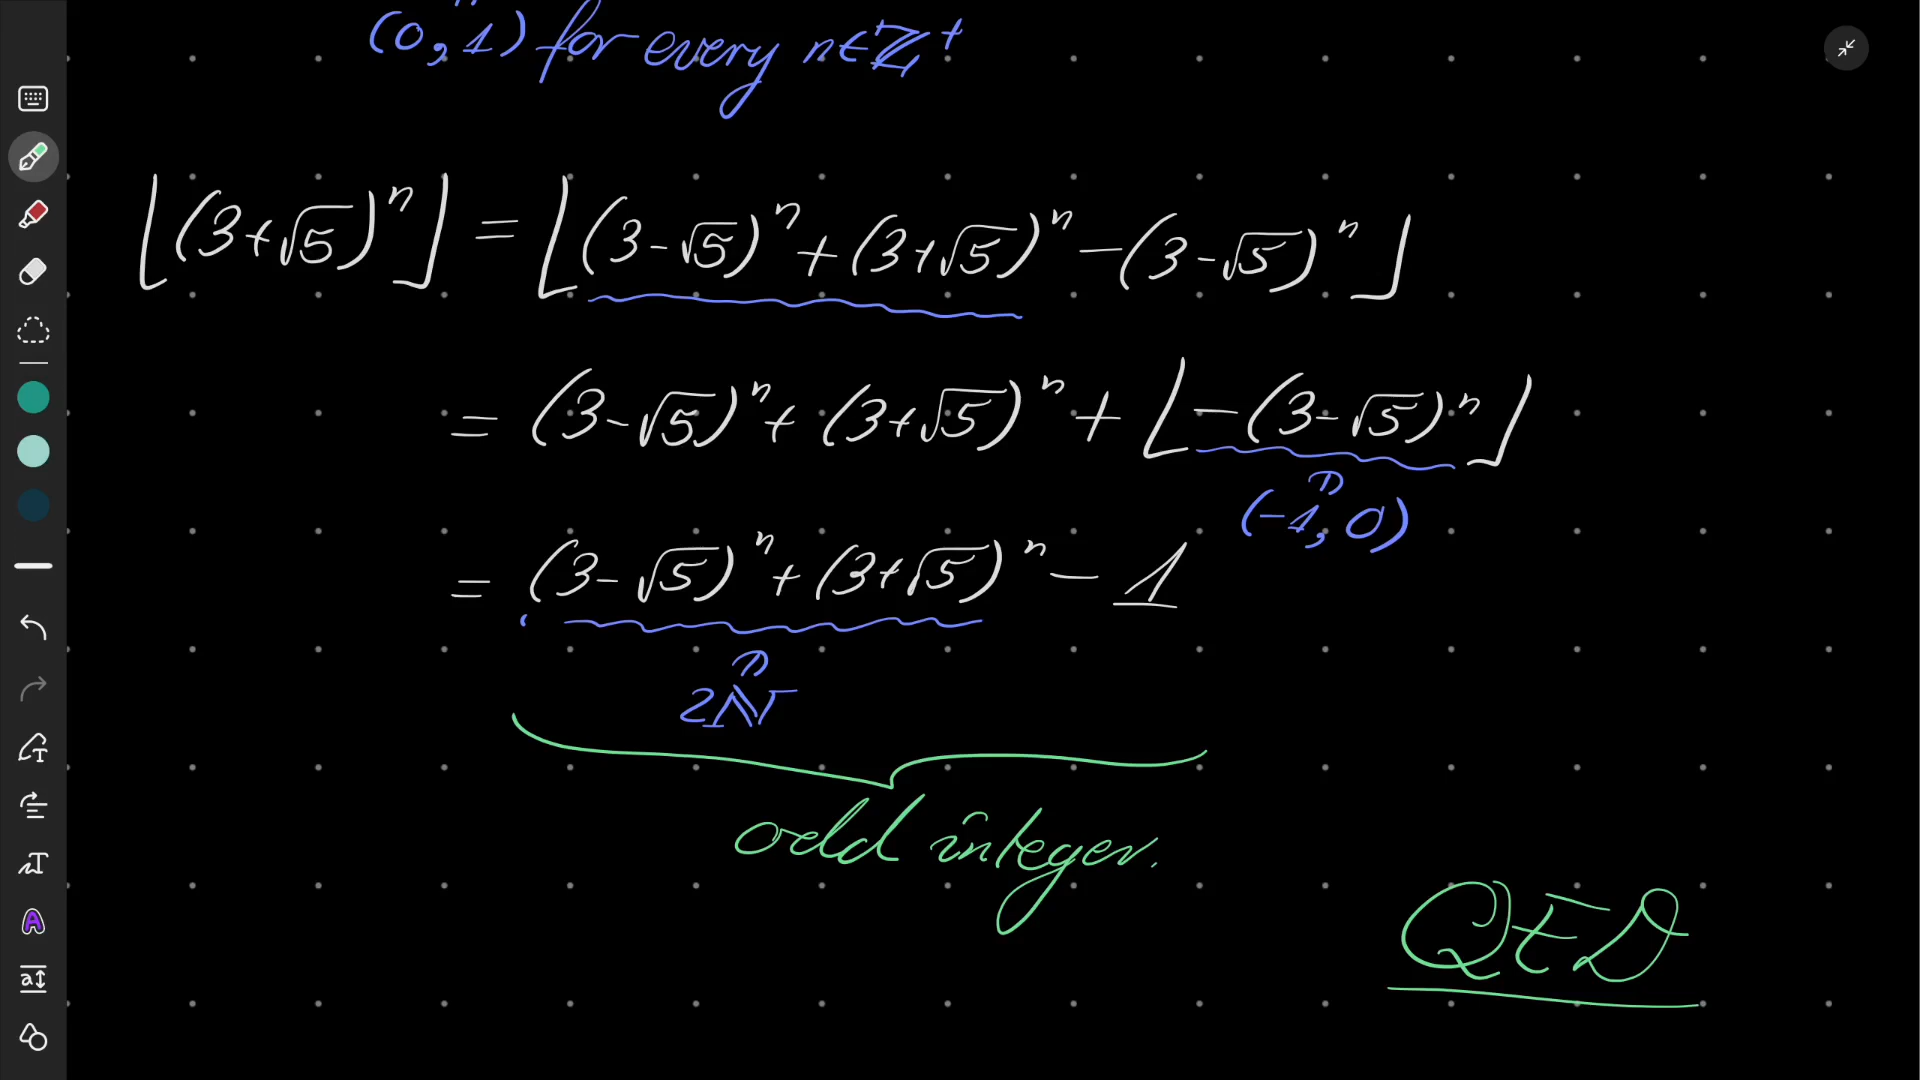 (0,1) for every n∈ℤ⁺
⌊(3+√5)ⁿ⌋ = ⌊(3-√5)ⁿ+(3+√5)ⁿ-(3-√5)ⁿ⌋
= (3-√5)ⁿ+(3+√5)ⁿ+⌊-(3-√5)ⁿ⌋
(-1,0)
= (3-√5)ⁿ+(3+√5)ⁿ-1
2ℕ
odd integer.
QED